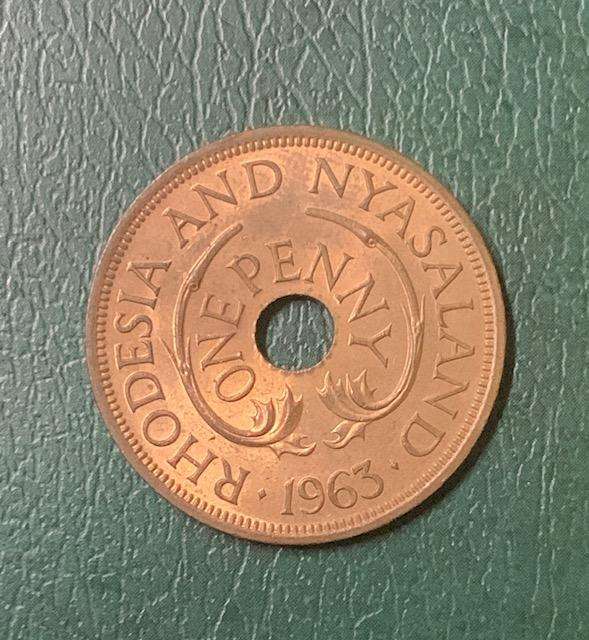 RHODESIA AND NYASALAND
ONE PENNY
· 1963 ·